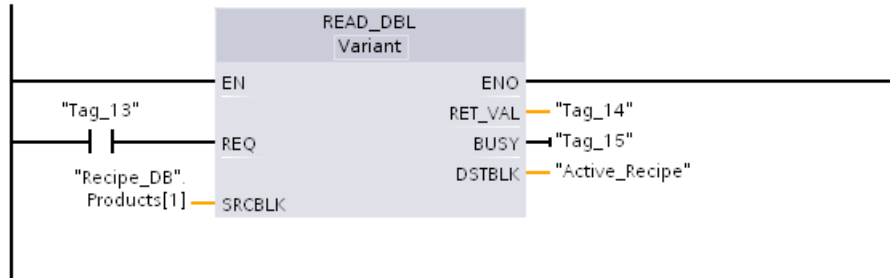 READ_DBL
Variant
EN
ENO
"Tag_13"
RET_VAL
"Tag_14"
REQ
BUSY
"Tag_15"
"Recipe_DB".
Products[1]
DSTBLK
"Active_Recipe"
SRCBLK